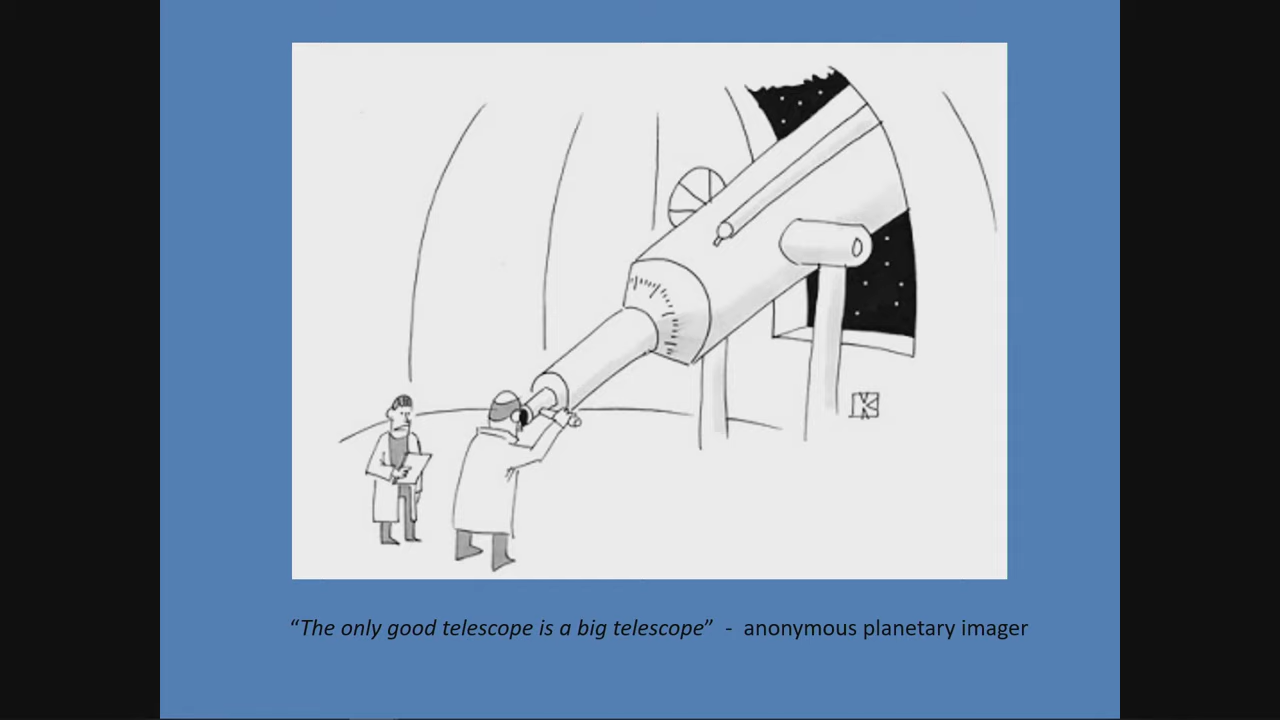 “The only good telescope is a big telescope” - anonymous planetary imager